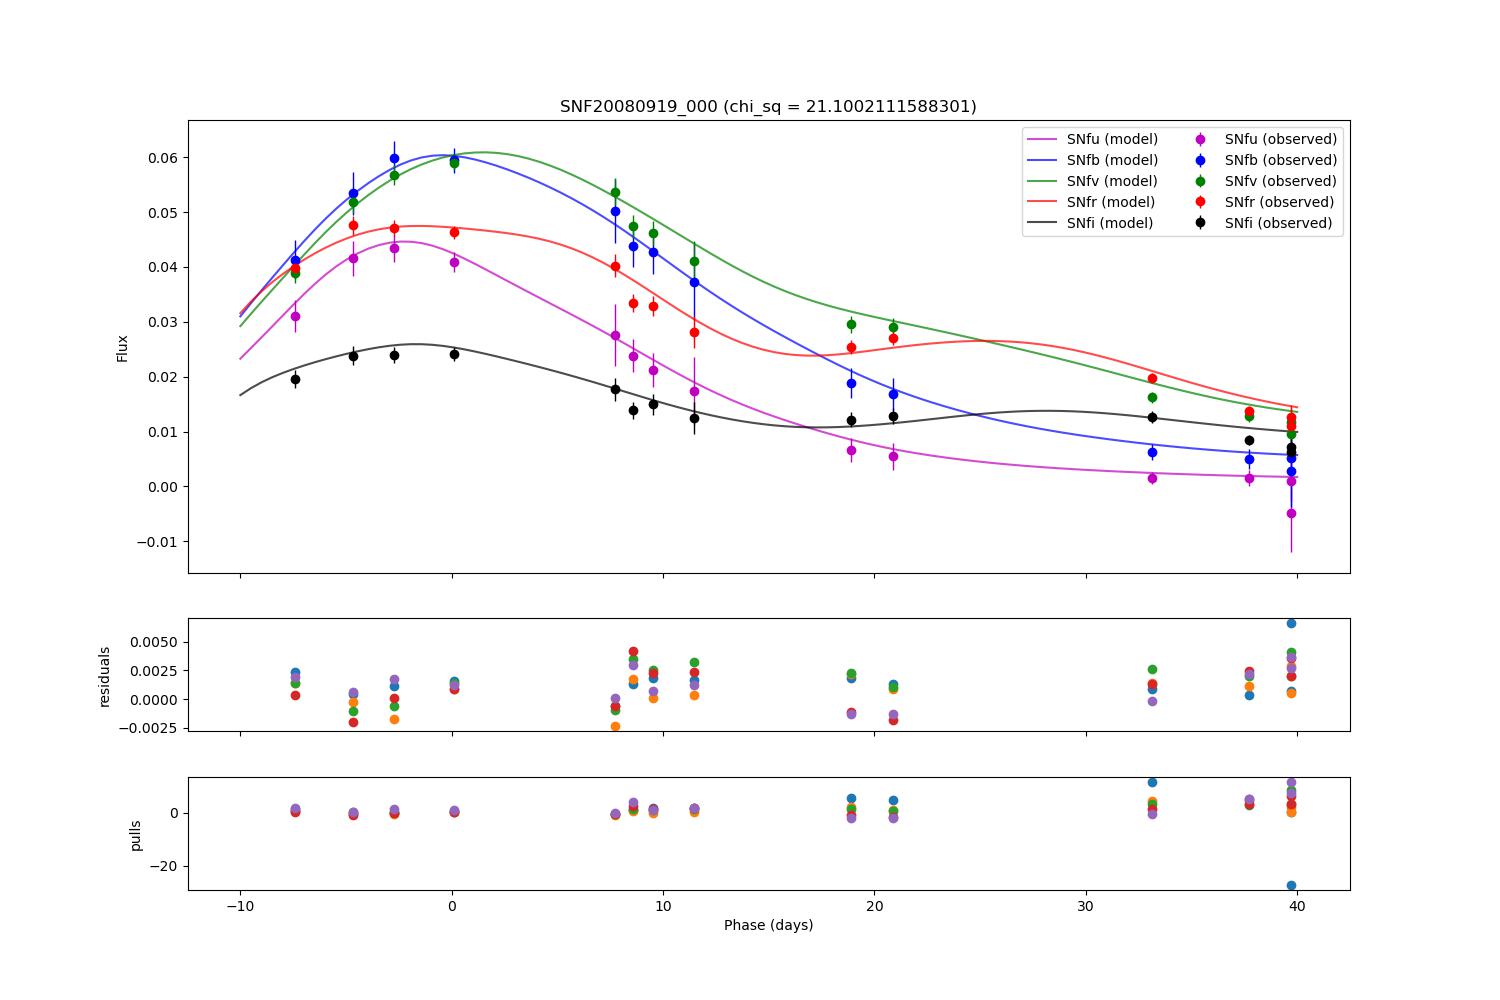 SNF20080919_000 (chi_sq = 21.1002111588301)
SNfu (model) SNfu (observed)
SNfb (model) SNfb (observed)
SNfv (model) SNfv (observed)
SNfr (model) SNfr (observed)
SNfi (model) SNfi (observed)
0.06
0.05
0.04
0.03
0.02
0.01
0.00
−0.01
Flux
0.0050
0.0025
0.0000
−0.0025
residuals
0
−20
pulls
−10 0 10 20 30 40
Phase (days)